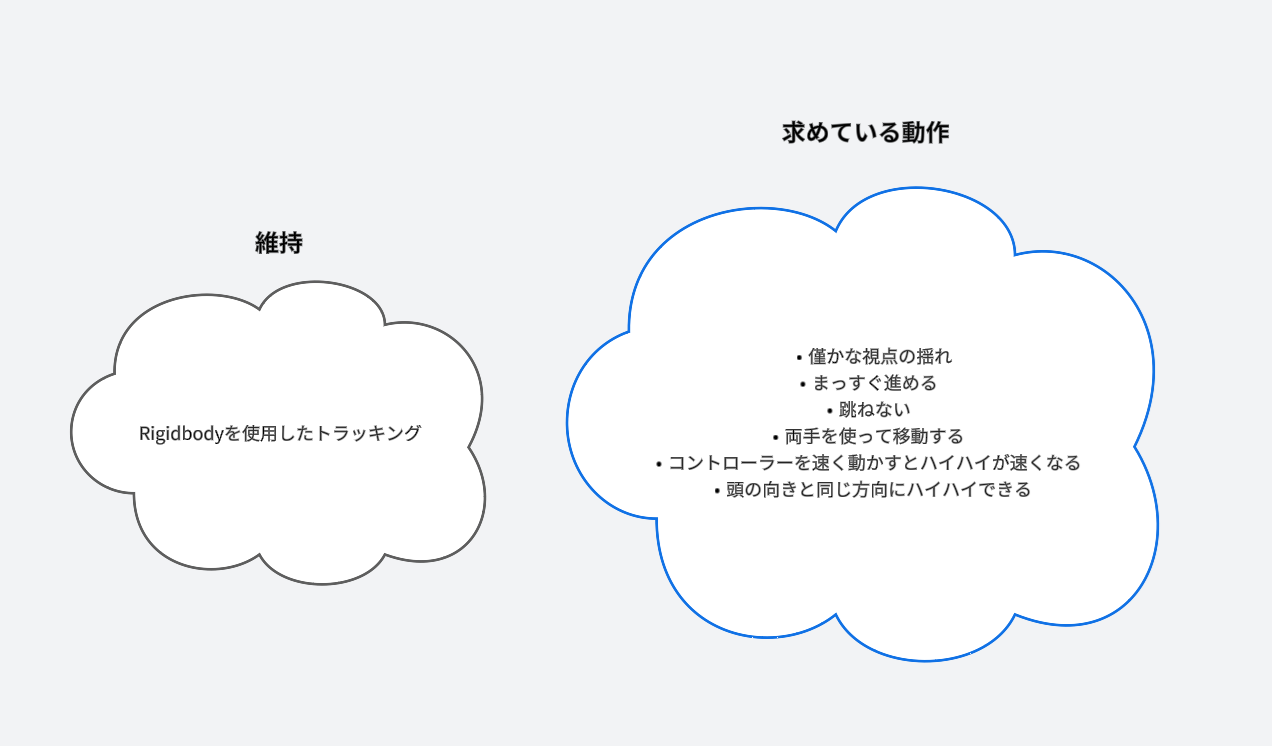 維持
Rigidbodyを使用したトラッキング
求めている動作
• 僅かな視点の揺れ
• まっすぐ進める
• 跳ねない
• 両手を使って移動する
• コントローラーを速く動かすとハイハイが速くなる
• 頭の向きと同じ方向にハイハイできる